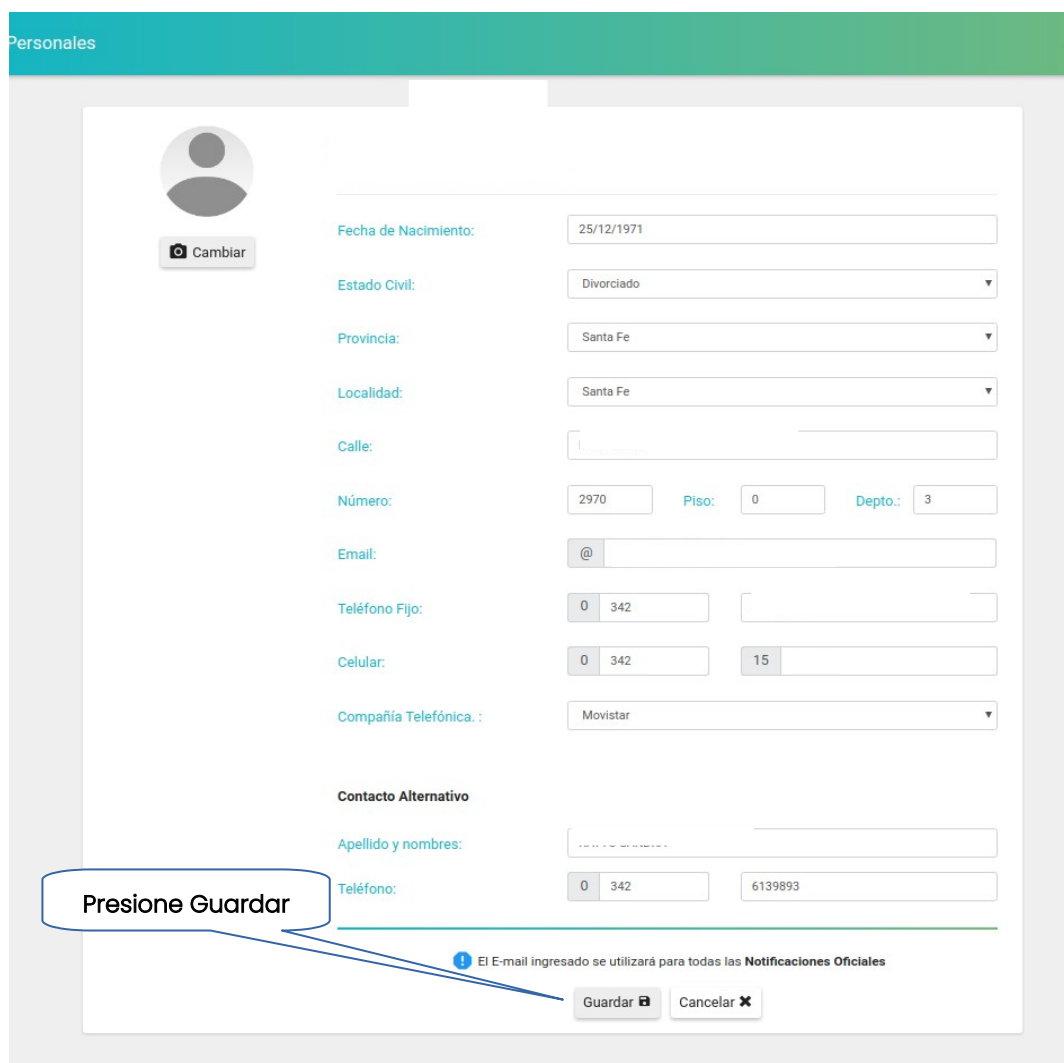 Personales
Cambiar
Fecha de Nacimiento: 25/12/1971
Estado Civil: Divorciado
Provincia: Santa Fe
Localidad: Santa Fe
Calle:
Número: 2970 Piso: 0 Depto.: 3
Email: @
Teléfono Fijo: 0 342
Celular: 0 342 15
Compañía Telefónica. : Movistar
Contacto Alternativo
Apellido y nombres:
Teléfono: 0 342 6139893
Presione Guardar
El E-mail ingresado se utilizará para todas las Notificaciones Oficiales
Guardar Cancelar